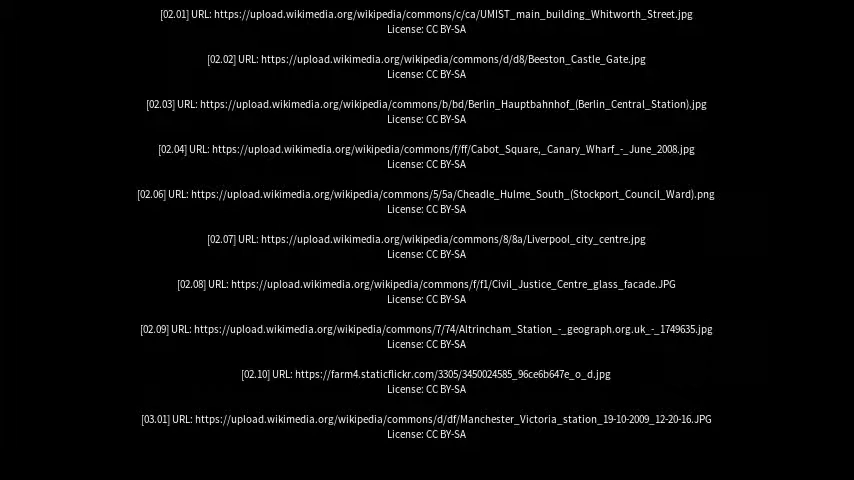 [02.01] URL: https://upload.wikimedia.org/wikipedia/commons/c/ca/UMIST_main_building_Whitworth_Street.jpg
License: CC BY-SA
[02.02] URL: https://upload.wikimedia.org/wikipedia/commons/d/d8/Beeston_Castle_Gate.jpg
License: CC BY-SA
[02.03] URL: https://upload.wikimedia.org/wikipedia/commons/b/bd/Berlin_Hauptbahnhof_(Berlin_Central_Station).jpg
License: CC BY-SA
[02.04] URL: https://upload.wikimedia.org/wikipedia/commons/f/ff/Cabot_Square,_Canary_Wharf_-_June_2008.jpg
License: CC BY-SA
[02.06] URL: https://upload.wikimedia.org/wikipedia/commons/5/5a/Cheadle_Hulme_South_(Stockport_Council_Ward).png
License: CC BY-SA
[02.07] URL: https://upload.wikimedia.org/wikipedia/commons/8/8a/Liverpool_city_centre.jpg
License: CC BY-SA
[02.08] URL: https://upload.wikimedia.org/wikipedia/commons/f/f1/Civil_Justice_Centre_glass_facade.JPG
License: CC BY-SA
[02.09] URL: https://upload.wikimedia.org/wikipedia/commons/7/74/Altrincham_Station_-_geograph.org.uk_-_1749635.jpg
License: CC BY-SA
[02.10] URL: https://farm4.staticflickr.com/3305/3450024585_96ce6b647e_o_d.jpg
License: CC BY-SA
[03.01] URL: https://upload.wikimedia.org/wikipedia/commons/d/df/Manchester_Victoria_station_19-10-2009_12-20-16.JPG
License: CC BY-SA